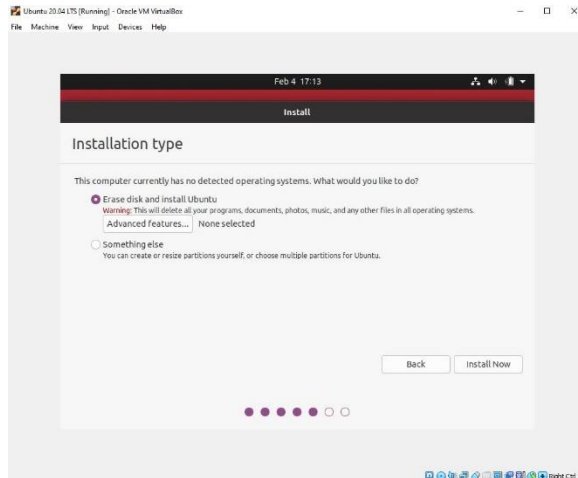 Ubuntu 20.04 LTS [Running] - Oracle VM VirtualBox
File Machine View Input Devices Help
Feb 4 17:13
Install
Installation type
This computer currently has no detected operating systems. What would you like to do?
Erase disk and install Ubuntu
Warning: This will delete all your programs, documents, photos, music, and any other files in all operating systems.
Advanced features... None selected
Something else
You can create or resize partitions yourself, or choose multiple partitions for Ubuntu.
Back Install Now
Right Ctrl